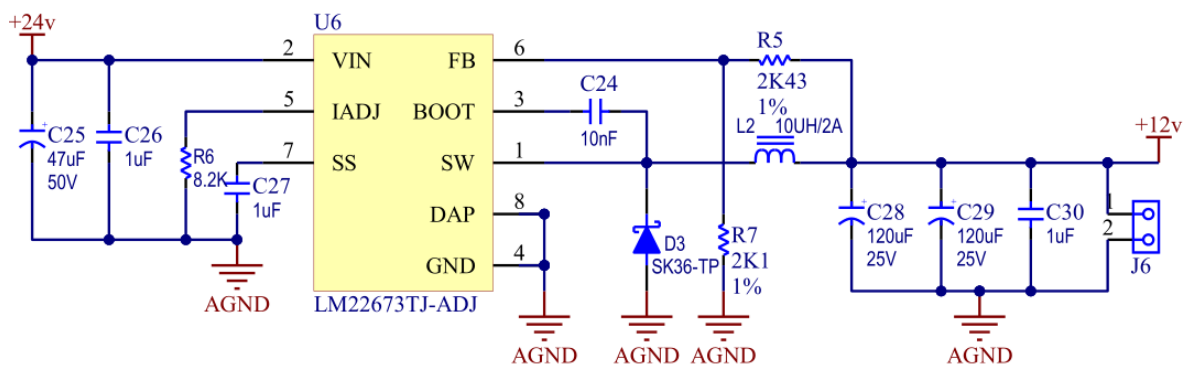 +24v
U6
2 VIN
FB 6
5 IADJ
BOOT 3
7 SS
SW 1
DAP 8
GND 4
LM22673TJ-ADJ
C25
47uF
50V
C26
1uF
R6
8.2K
C27
1uF
AGND
C24
10nF
R5
2K43
1%
L2 10UH/2A
D3
SK36-TP
R7
2K1
1%
AGND
AGND
AGND
+12v
C28
120uF
25V
C29
120uF
25V
C30
1uF
1
2
J6
AGND